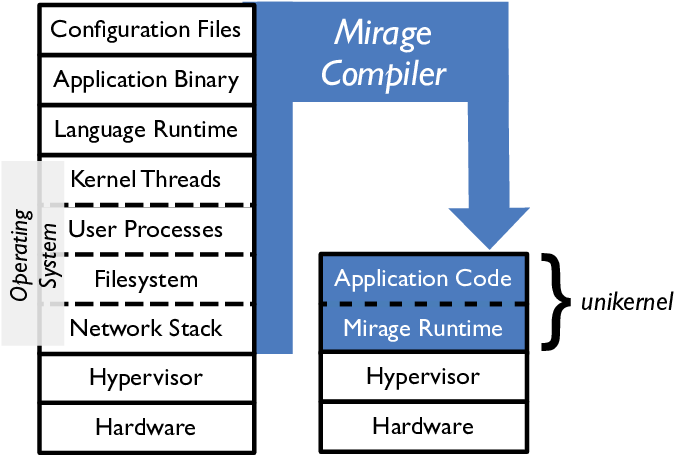 Configuration Files
Application Binary
Language Runtime
Kernel Threads
User Processes
Filesystem
Network Stack
Hypervisor
Hardware
Operating
System
Mirage
Compiler
Application Code
Mirage Runtime
Hypervisor
Hardware
unikernel